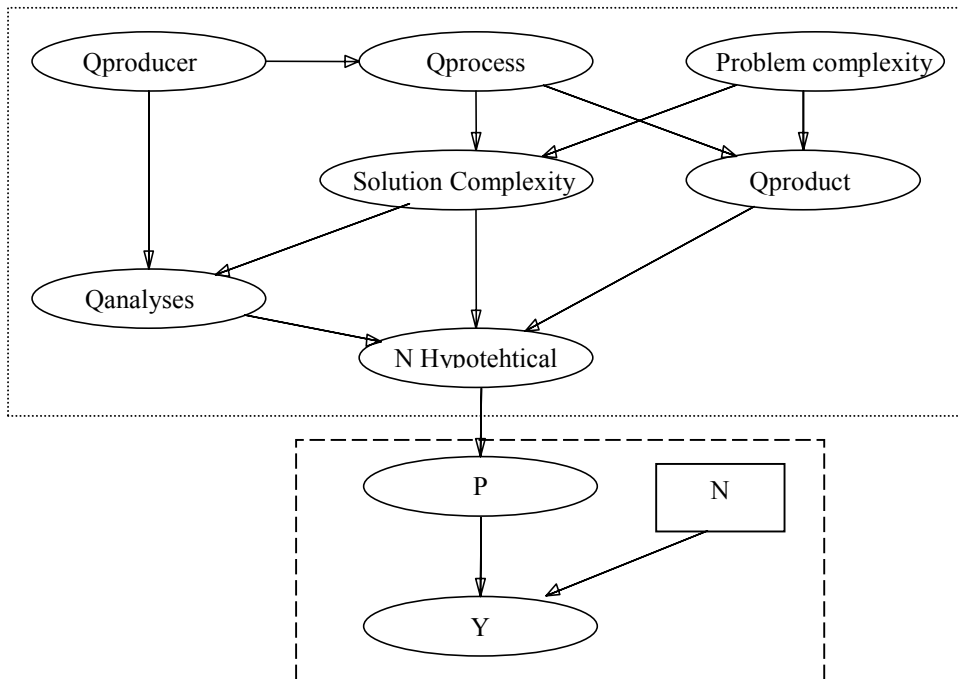 Qproducer
Qprocess
Problem complexity
Solution Complexity
Qproduct
Qanalyses
N Hypotehtical
P
N
Y